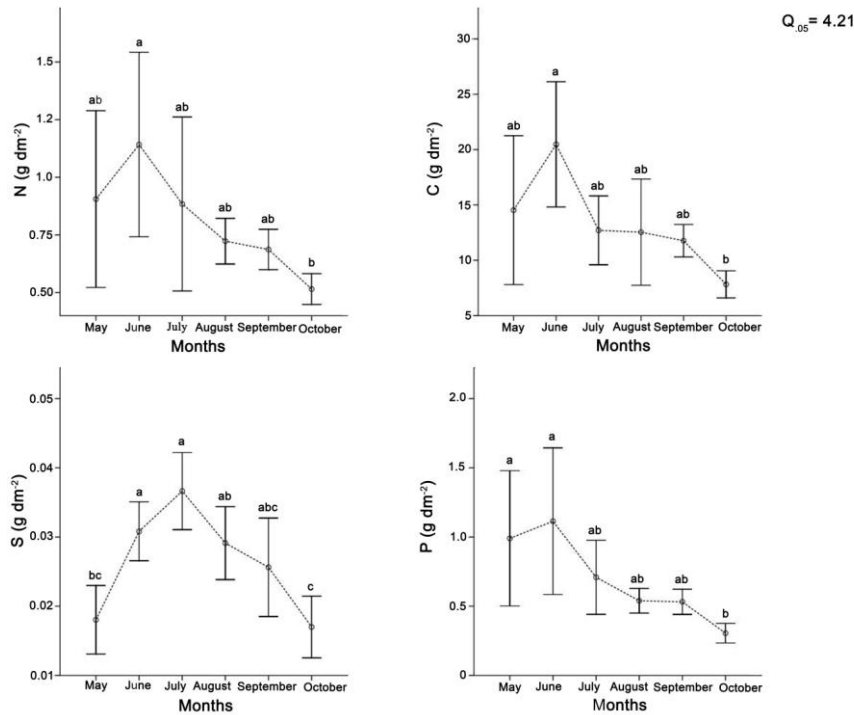 Q.05= 4.21
N (g dm-2)
1.5
1.2
1.0
0.75
0.50
ab
a
ab
ab
ab
b
May June July August September October
Months
C (g dm-2)
30
25
20
15
10
5
ab
a
ab
ab
ab
b
May June July August September October
Months
S (g dm-2)
0.05
0.04
0.03
0.02
0.01
bc
a
a
ab
abc
c
May June July August September October
Months
P (g dm-2)
2.0
1.5
1.0
0.5
0
a
a
ab
ab
ab
b
May June July August September October
Months